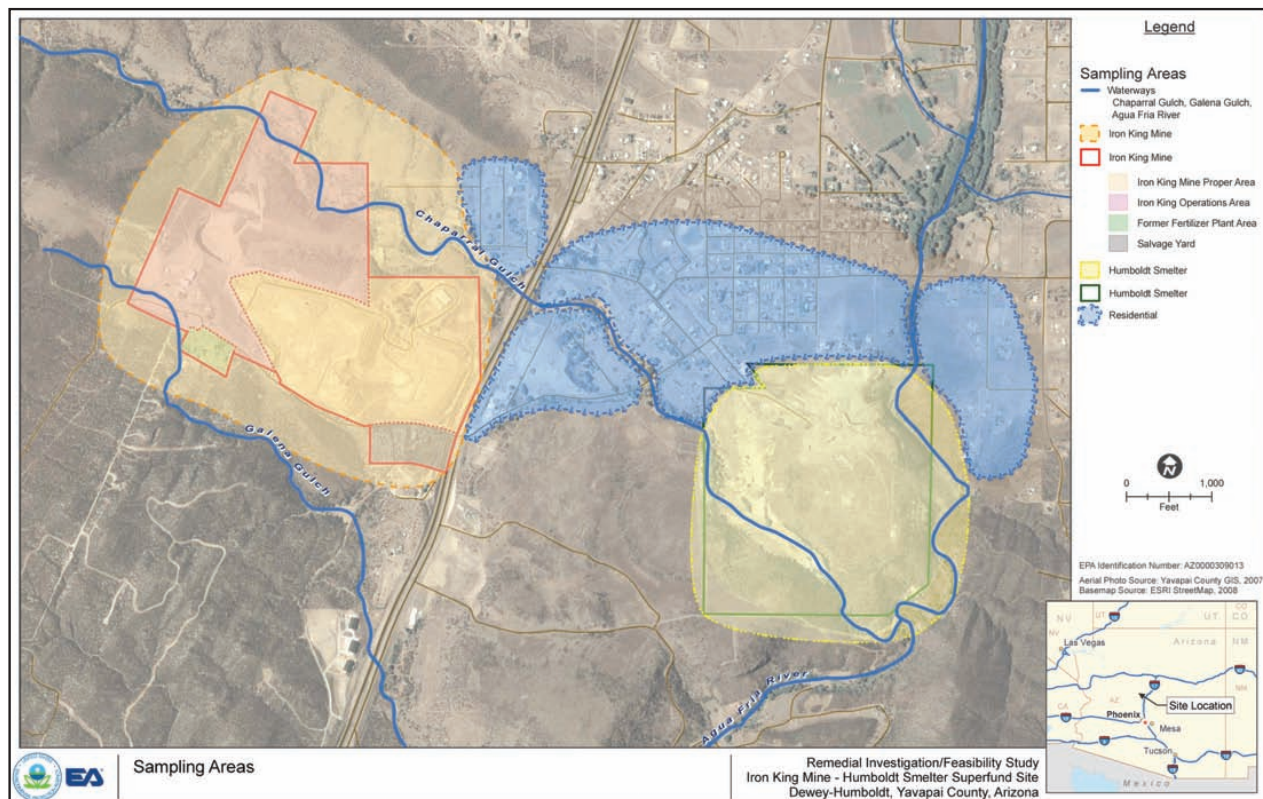 Legend
Sampling Areas
Waterways
Chaparral Gulch, Galena Gulch,
Agua Fria River
Iron King Mine
Iron King Mine
Iron King Mine Proper Area
Iron King Operations Area
Former Fertilizer Plant Area
Salvage Yard
Humboldt Smelter
Humboldt Smelter
Residential
Chaparral Gulch
Galena Gulch
Agua Fria River
N
0 1,000
Feet
EPA Identification Number: AZ0000309013
Aerial Photo Source: Yavapai County GIS, 2007
Basemap Source: ESRI StreetMap, 2008
NV UT CO
NV UT CO
Las Vegas Arizona NM
AZ NM
Site Location
CA Phoenix
Mesa
Tucson
Mexico
EA
Sampling Areas
Remedial Investigation/Feasibility Study
Iron King Mine - Humboldt Smelter Superfund Site
Dewey-Humboldt, Yavapai County, Arizona